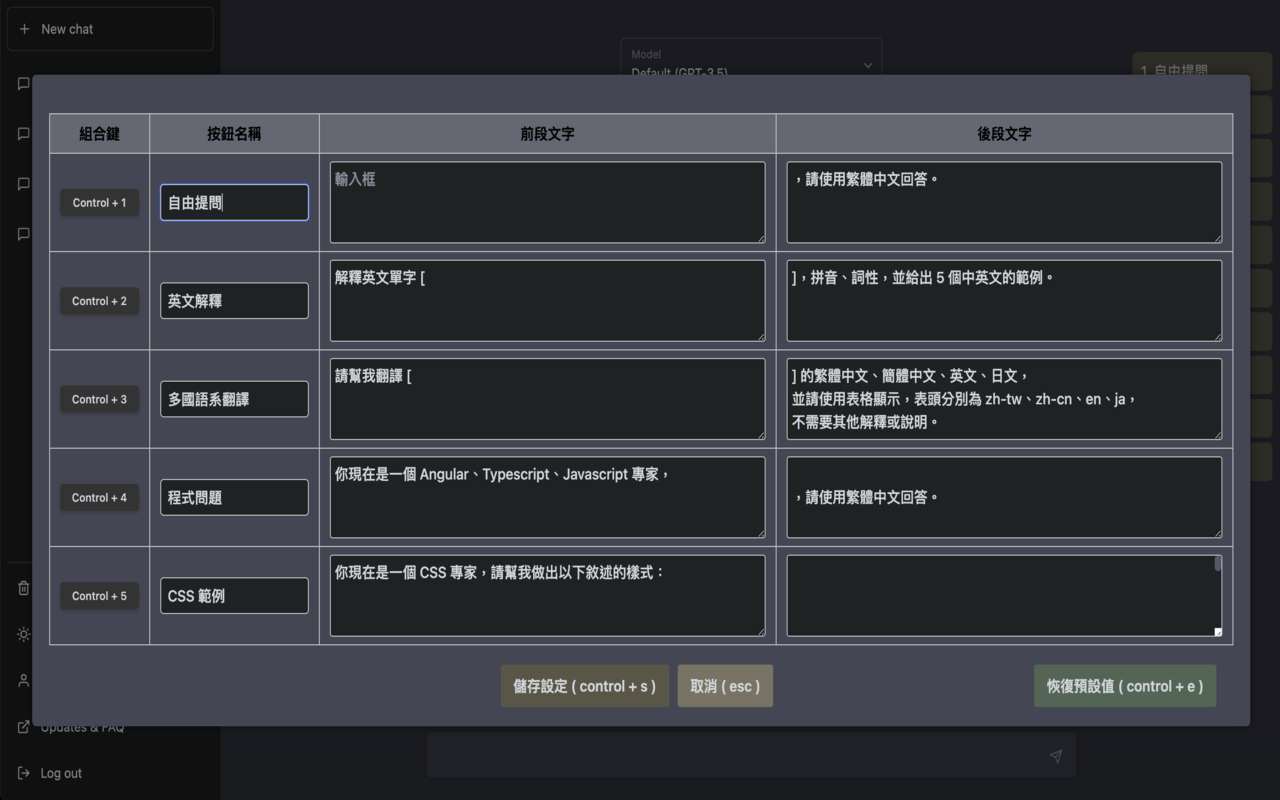 New chat
Model
Default (GPT-3.5)
1. 自由提問
組合鍵 按鈕名稱 前段文字 後段文字
Control + 1
自由提問
輸入框
，請使用繁體中文回答。
Control + 2
英文解釋
解釋英文單字 [
]，拼音、詞性，並給出 5 個中英文的範例。
Control + 3
多國語系翻譯
請幫我翻譯 [
] 的繁體中文、簡體中文、英文、日文，
並請使用表格顯示，表頭分別為 zh-tw、zh-cn、en、ja，
不需要其他解釋或說明。
Control + 4
程式問題
你現在是一個 Angular、Typescript、Javascript 專家，
，請使用繁體中文回答。
Control + 5
CSS 範例
你現在是一個 CSS 專家，請幫我做出以下敘述的樣式：
儲存設定 ( control + s )
取消 ( esc )
恢復預設值 ( control + e )
Updates & FAQ
Log out